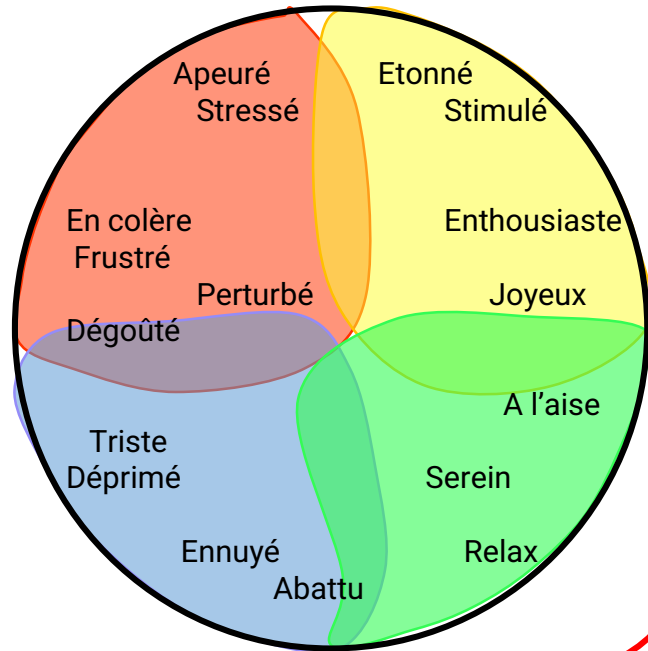 Apeuré
Stressé
En colère
Frustré
Perturbé
Dégoûté
Etonné
Stimulé
Enthousiaste
Joyeux
Triste
Déprimé
Ennuyé
Abattu
A l’aise
Serein
Relax